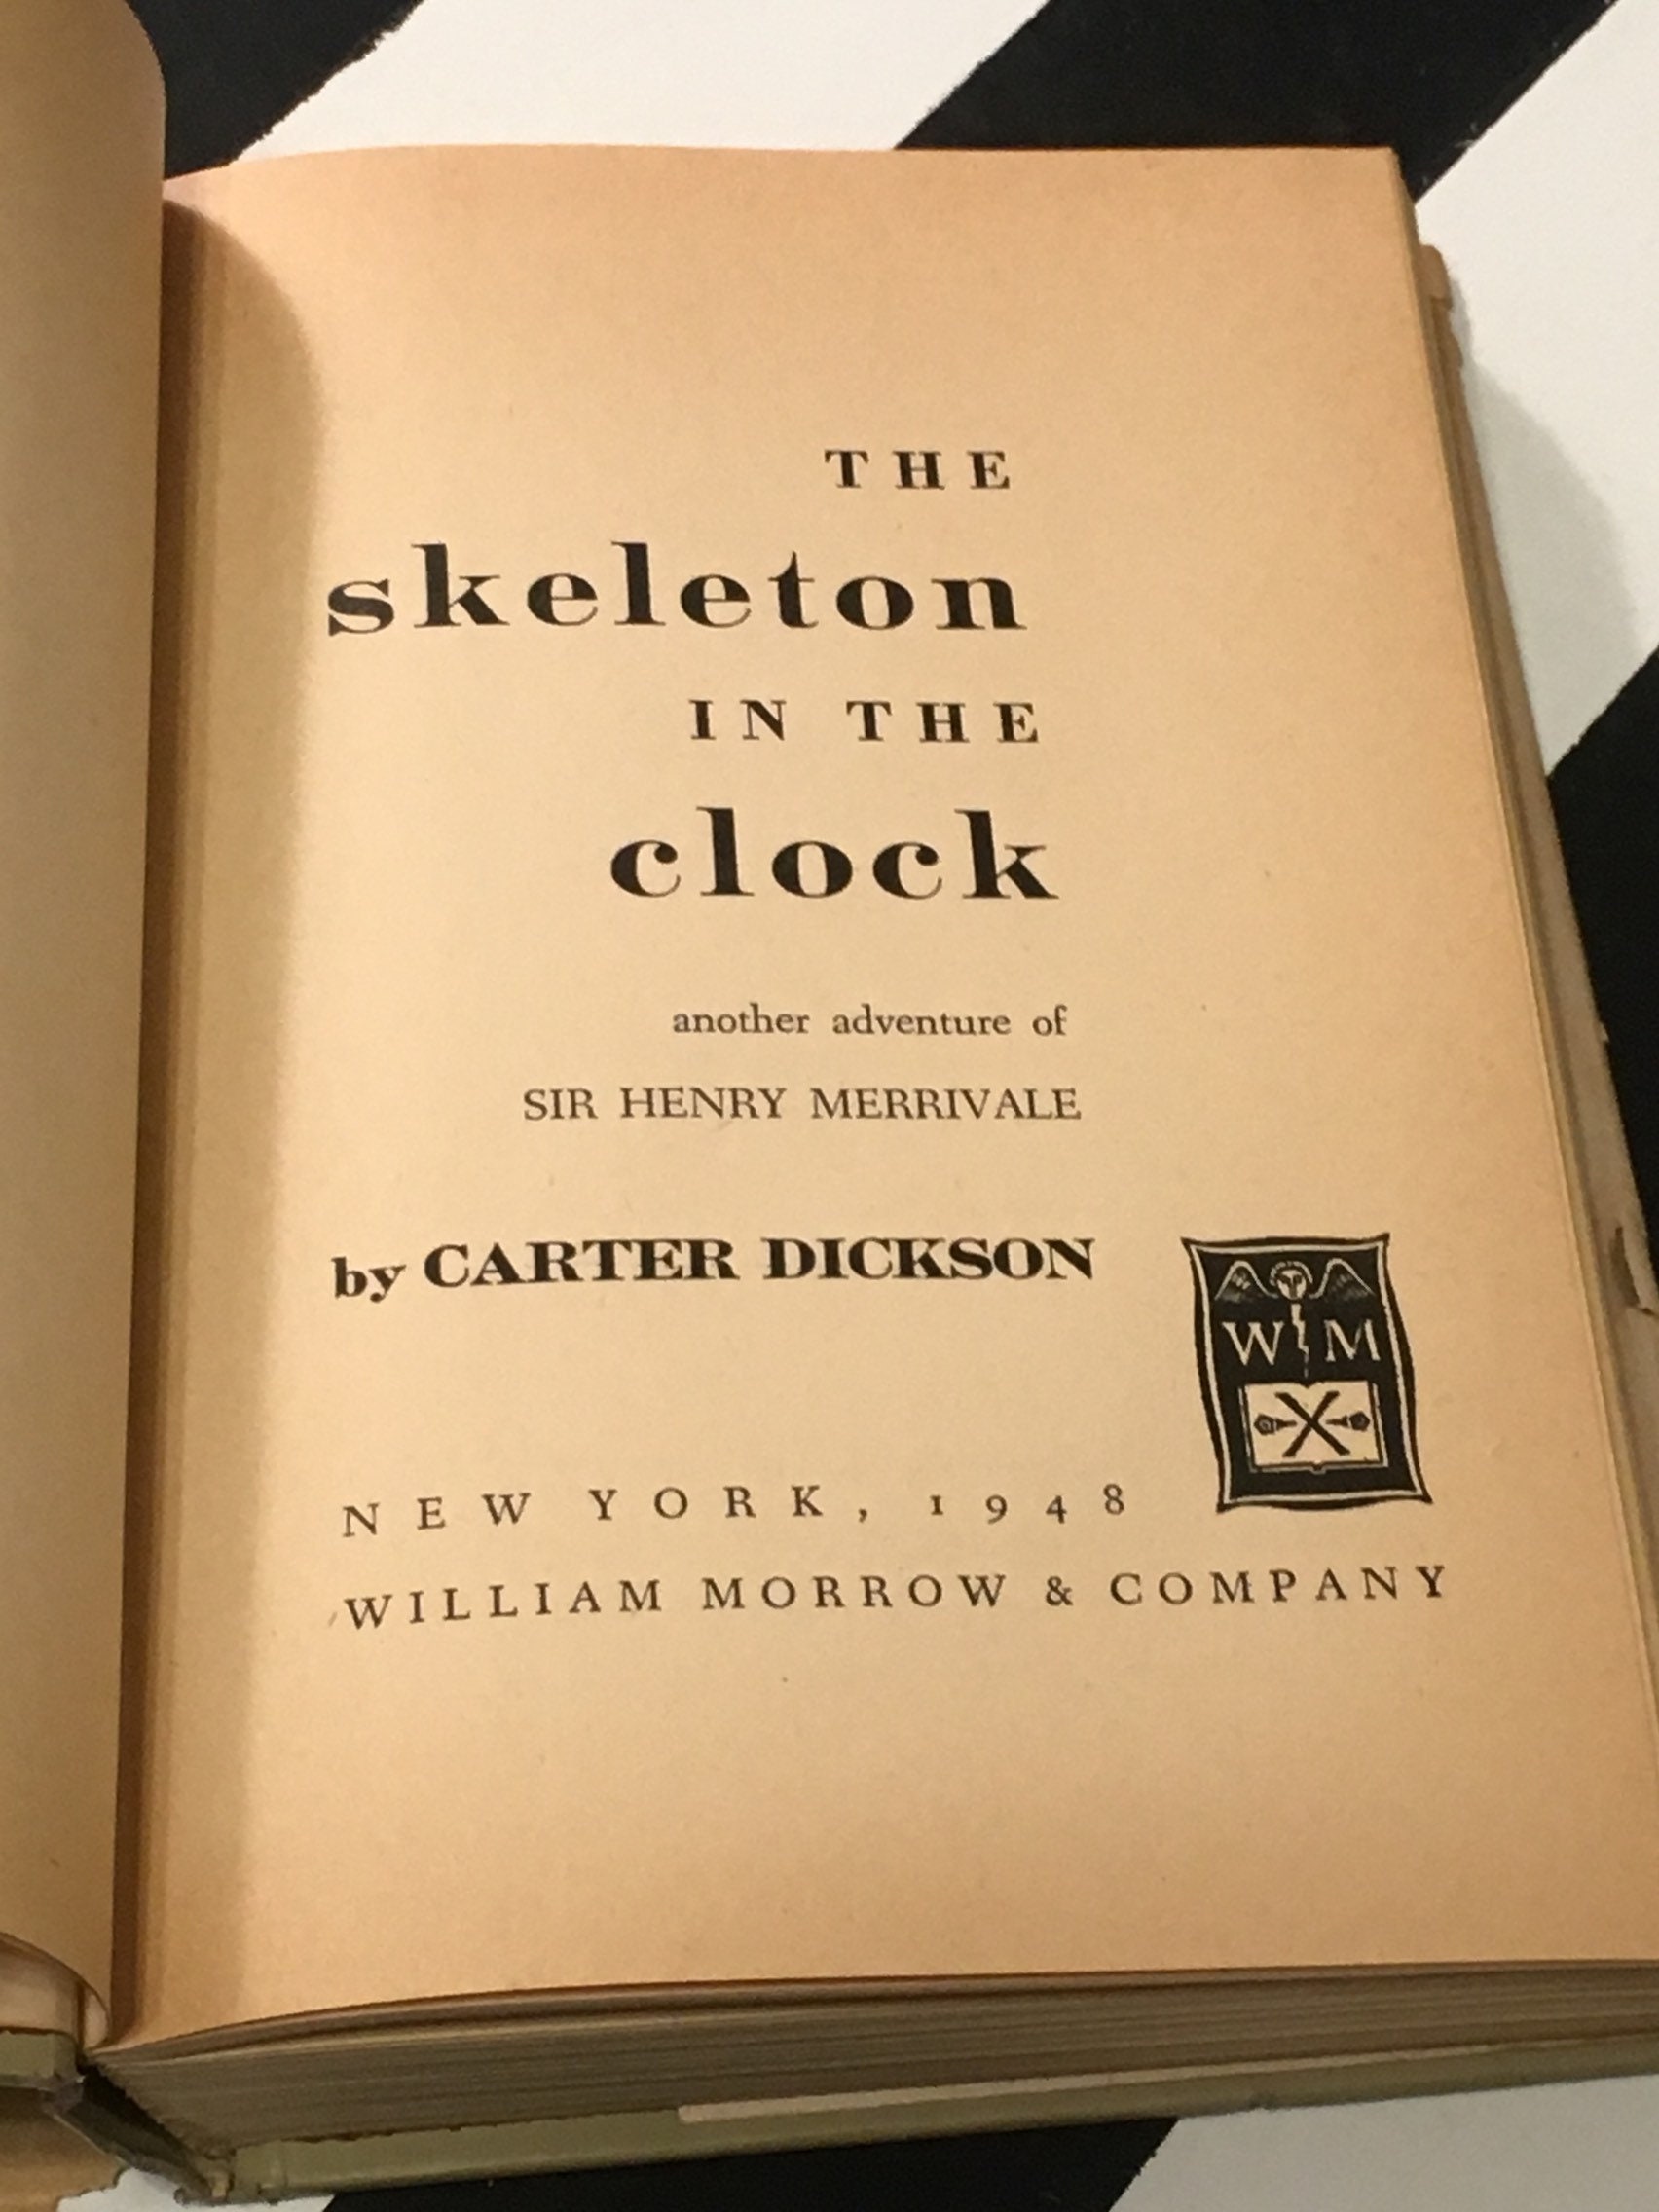 THE
skeleton
IN THE
clock
another adventure of
SIR HENRY MERRIVALE
by CARTER DICKSON
W M
X
NEW YORK, 1948
WILLIAM MORROW & COMPANY